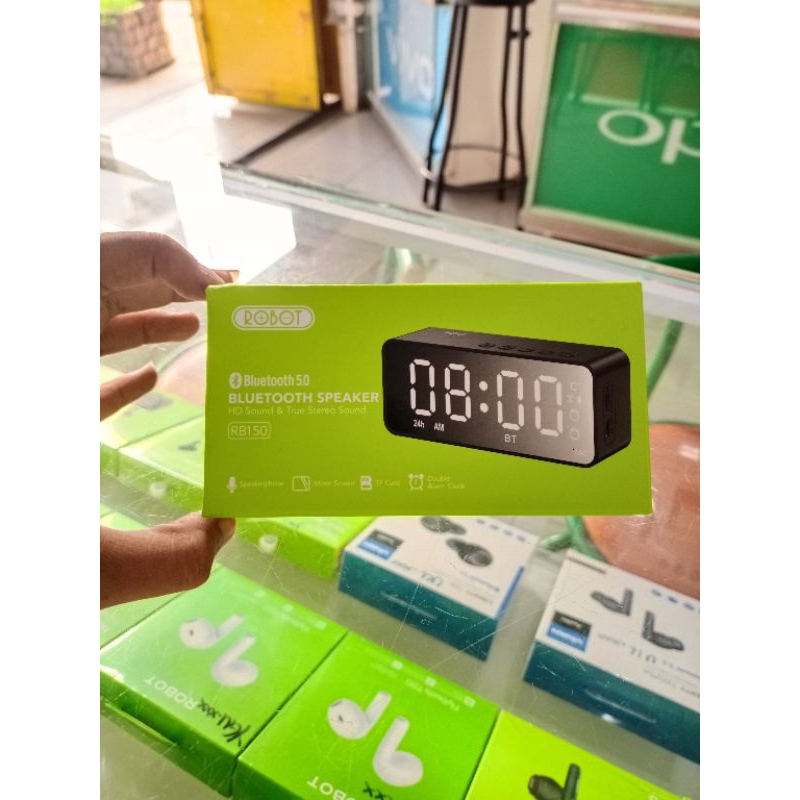 vivo
ROBOT
Bluetooth 5.0
BLUETOOTH SPEAKER
HD Sound & True Stereo Sound
RB150
08:00
24h AM
BT
Speakerphone
Mirror Screen
TF Card
Double
Alarm Clock
ROBOT
ROBOT